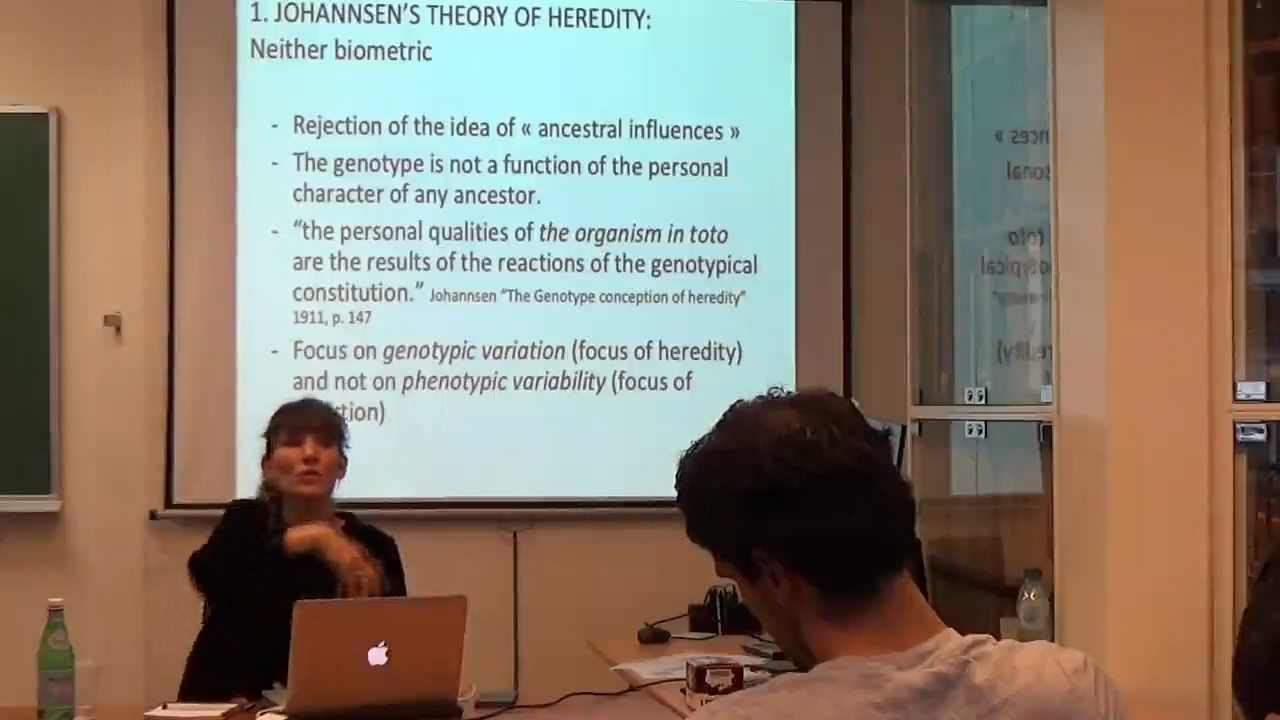 1. JOHANNSEN'S THEORY OF HEREDITY:
Neither biometric
- Rejection of the idea of « ancestral influences »
- The genotype is not a function of the personal
character of any ancestor.
- “the personal qualities of the organism in toto
are the results of the reactions of the genotypical
constitution.” Johannsen “The Genotype conception of heredity”
1911, p. 147
- Focus on genotypic variation (focus of heredity)
and not on phenotypic variability (focus of